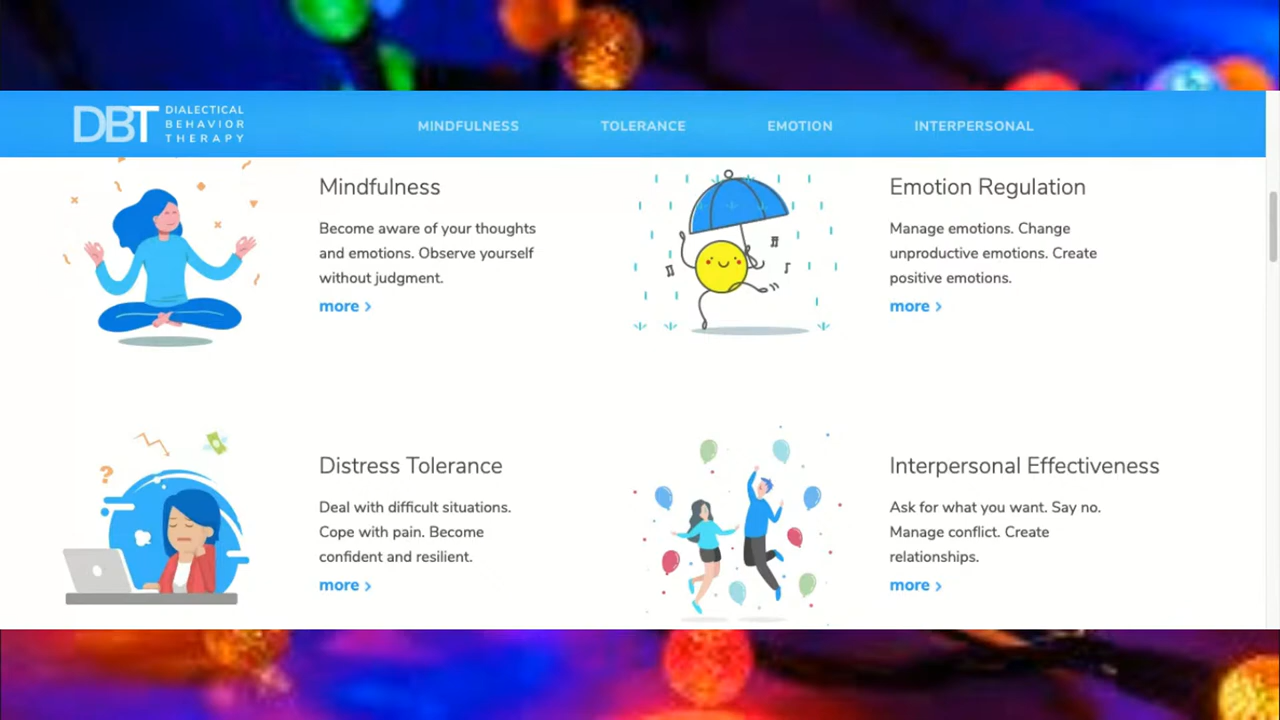 DBT
DIALECTICAL
BEHAVIOR
THERAPY
MINDFULNESS
TOLERANCE
EMOTION
INTERPERSONAL
Mindfulness
Become aware of your thoughts
and emotions. Observe yourself
without judgment.
more >
Emotion Regulation
Manage emotions. Change
unproductive emotions. Create
positive emotions.
more >
?
Distress Tolerance
Deal with difficult situations.
Cope with pain. Become
confident and resilient.
more >
Interpersonal Effectiveness
Ask for what you want. Say no.
Manage conflict. Create
relationships.
more >